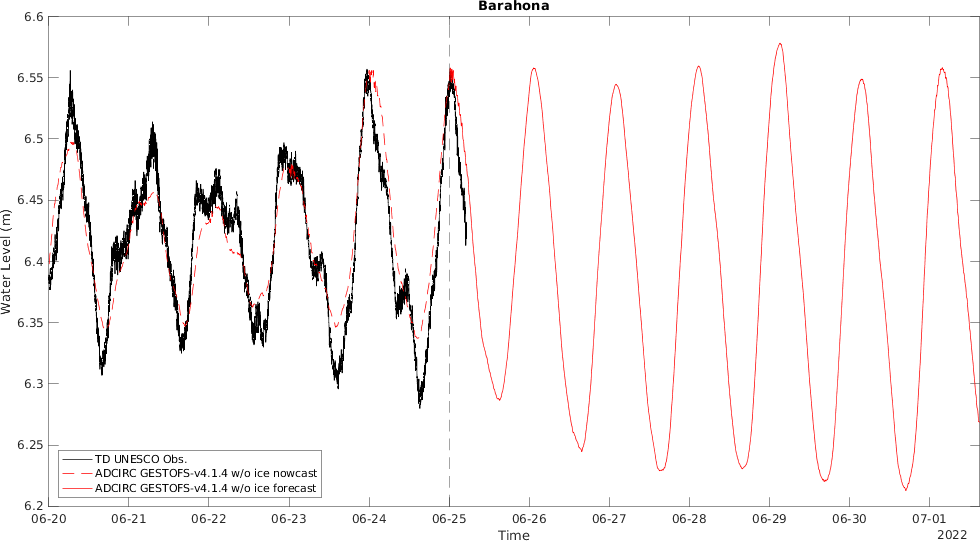 Barahona
6.6
6.55
6.5
6.45
6.4
6.35
6.3
6.25
6.2
Water Level (m)
TD UNESCO Obs.
ADCIRC GESTOFS-v4.1.4 w/o ice nowcast
ADCIRC GESTOFS-v4.1.4 w/o ice forecast
06-20 06-21 06-22 06-23 06-24 06-25 06-26 06-27 06-28 06-29 06-30 07-01
Time
2022